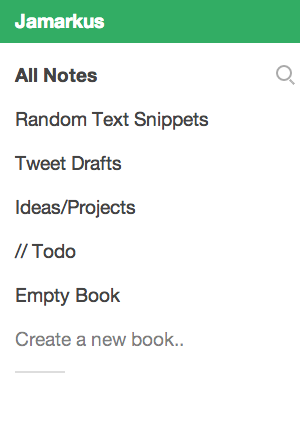 Jamarkus
All Notes
Random Text Snippets
Tweet Drafts
Ideas/Projects
// Todo
Empty Book
Create a new book..